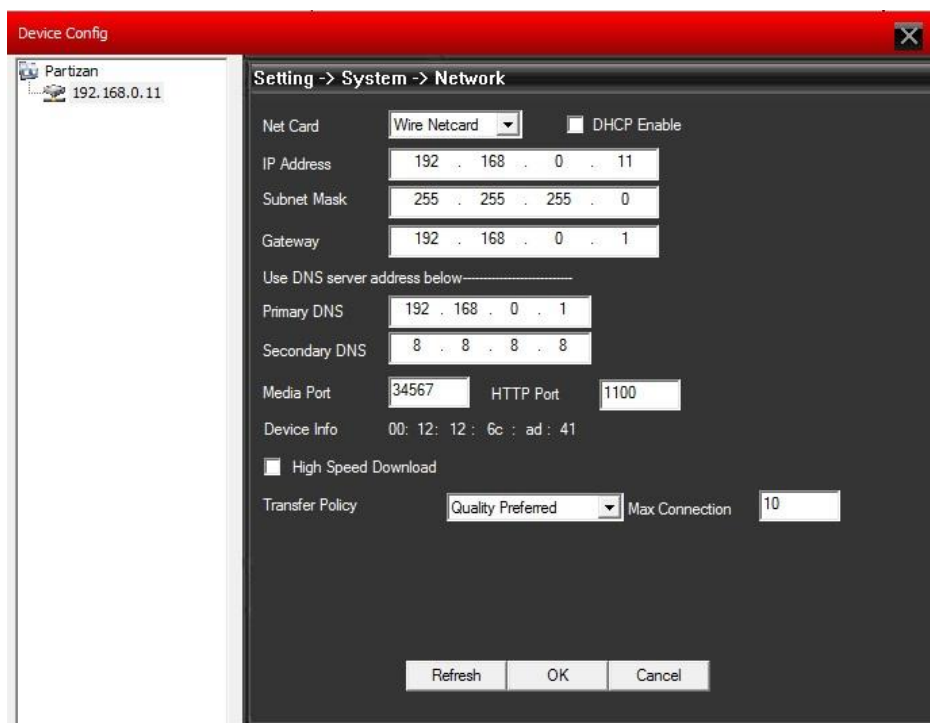 Device Config
Partizan
192.168.0.11
Setting -> System -> Network
Net Card Wire Netcard DHCP Enable
IP Address 192 . 168 . 0 . 11
Subnet Mask 255 . 255 . 255 . 0
Gateway 192 . 168 . 0 . 1
Use DNS server address below--------------------------
Primary DNS 192 . 168 . 0 . 1
Secondary DNS 8 . 8 . 8 . 8
Media Port 34567 HTTP Port 1100
Device Info 00: 12: 12 : 6c : ad : 41
High Speed Download
Transfer Policy Quality Preferred Max Connection 10
Refresh OK Cancel